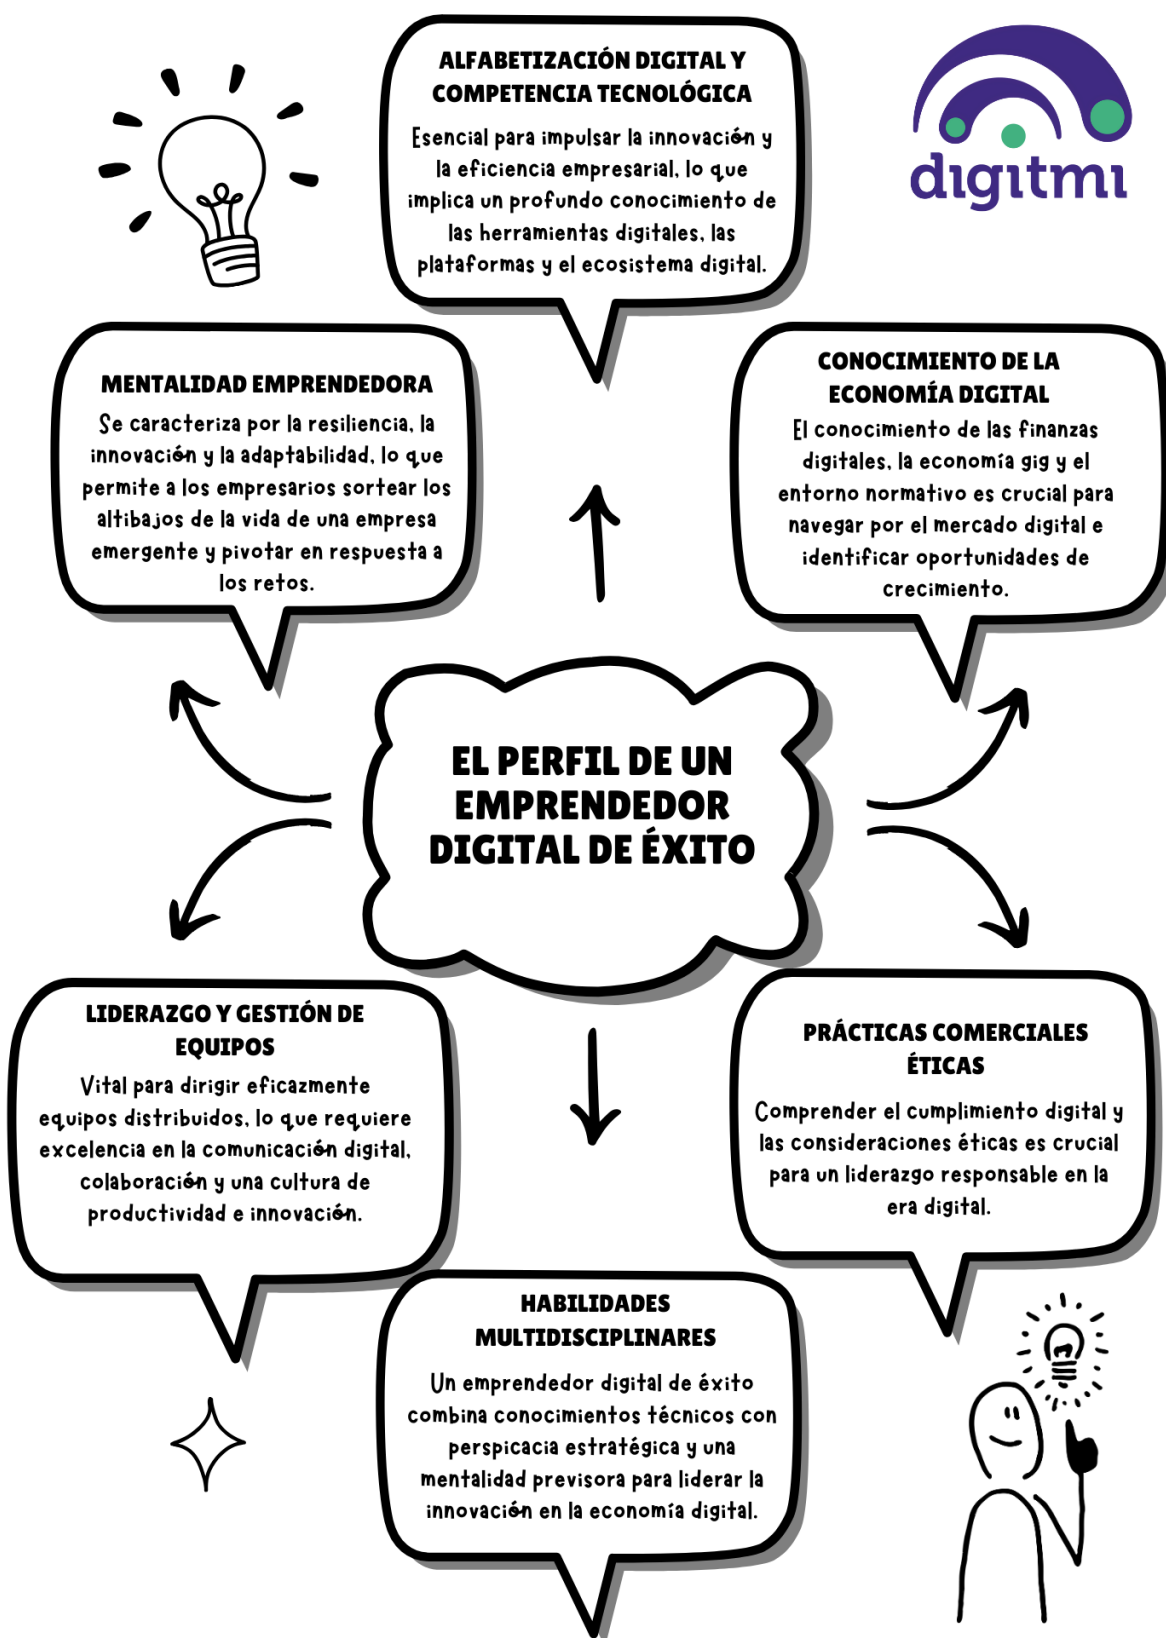 ALFABETIZACIÓN DIGITAL Y
COMPETENCIA TECNOLÓGICA
Esencial para impulsar la innovación y
la eficiencia empresarial, lo que
implica un profundo conocimiento de
las herramientas digitales, las
plataformas y el ecosistema digital.
digitmi
MENTALIDAD EMPRENDEDORA
Se caracteriza por la resiliencia, la
innovación y la adaptabilidad, lo que
permite a los empresarios sortear los
altibajos de la vida de una empresa
emergente y pivotar en respuesta a
los retos.
CONOCIMIENTO DE LA
ECONOMÍA DIGITAL
El conocimiento de las finanzas
digitales, la economía gig y el
entorno normativo es crucial para
navegar por el mercado digital e
identificar oportunidades de
crecimiento.
EL PERFIL DE UN
EMPRENDEDOR
DIGITAL DE ÉXITO
LIDERAZGO Y GESTIÓN DE
EQUIPOS
Vital para dirigir eficazmente
equipos distribuidos, lo que requiere
excelencia en la comunicación digital,
colaboración y una cultura de
productividad e innovación.
PRÁCTICAS COMERCIALES
ÉTICAS
Comprender el cumplimiento digital y
las consideraciones éticas es crucial
para un liderazgo responsable en la
era digital.
HABILIDADES
MULTIDISCIPLINARES
Un emprendedor digital de éxito
combina conocimientos técnicos con
perspicacia estratégica y una
mentalidad previsora para liderar la
innovación en la economía digital.